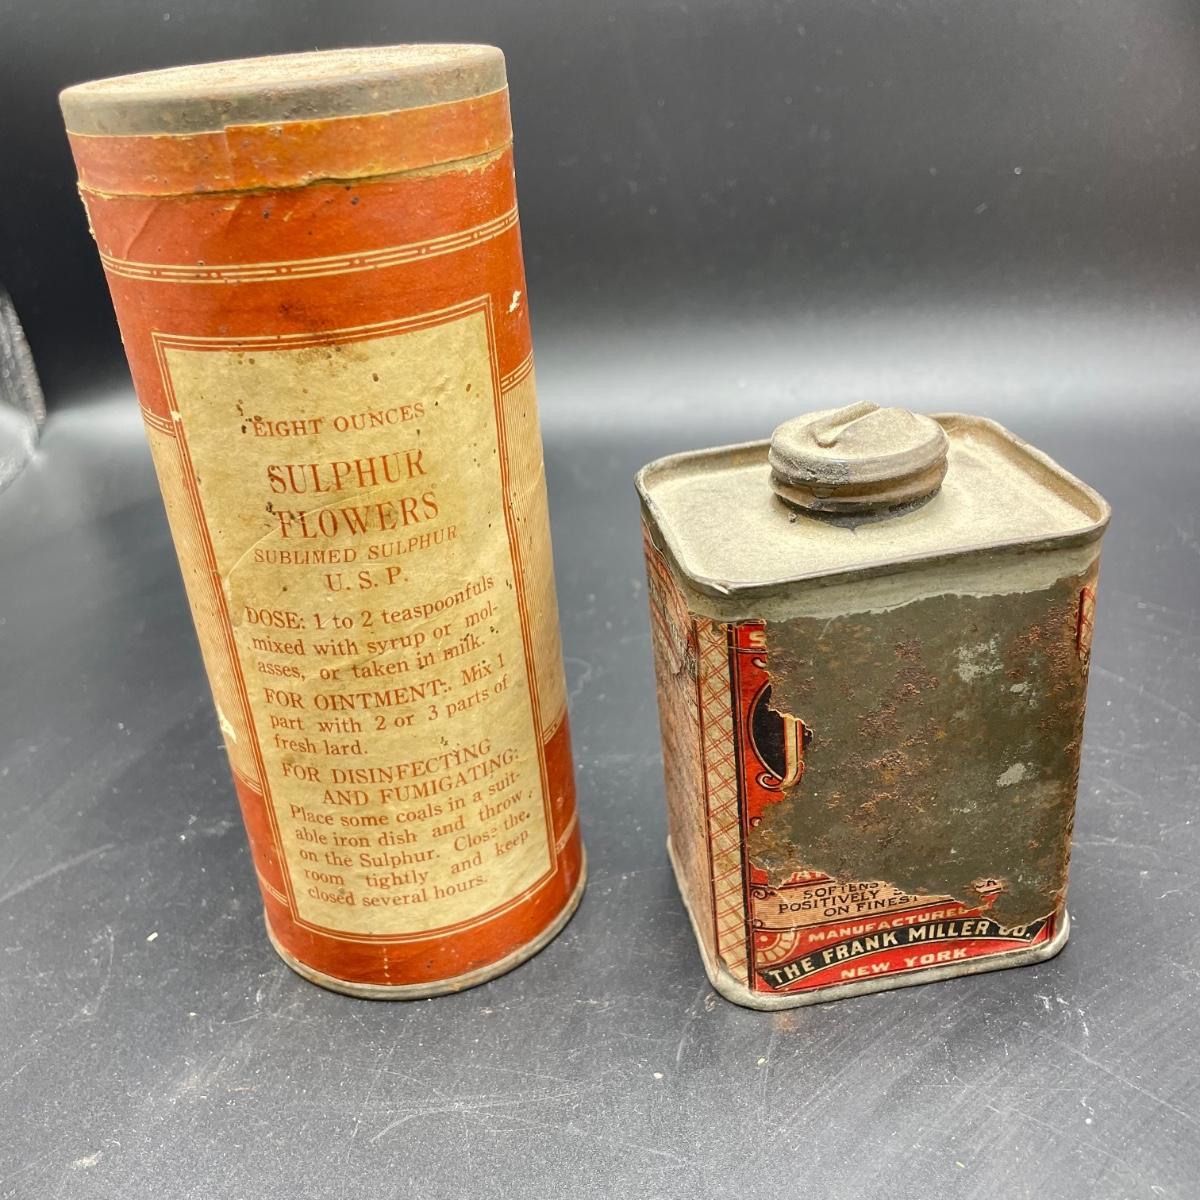 EIGHT OUNCES
SULPHUR
FLOWERS
SUBLIMED SULPHUR
U. S. P.
DOSE: 1 to 2 teaspoonfuls
mixed with syrup or mol-
asses, or taken in milk.
FOR OINTMENT: Mix 1
part with 2 or 3 parts of
fresh lard.
FOR DISINFECTING
AND FUMIGATING:
Place some coals in a suit-
able iron dish and throw
on the Sulphur. Close the
room tightly and keep
closed several hours.
SOFTENS
POSITIVELY
ON FINEST
MANUFACTURED
THE FRANK MILLER CO.
NEW YORK